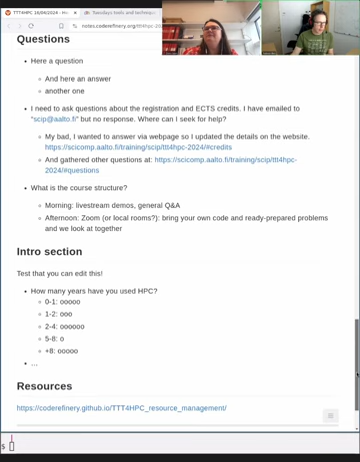 TTT4HPC 16/04/2024 - H
Tuesdays tools and techniques
notes.coderefinery.org/ttt4hpc-20
Questions
• Here a question
◦ And here an answer
◦ another one
• I need to ask questions about the registration and ECTS credits. I have emailed to
"scip@aalto.fi" but no response. Where can I seek for help?
◦ My bad, I wanted to answer via webpage so I updated the details on the website.
https://scicomp.aalto.fi/training/scip/ttt4hpc-2024/#credits
◦ And gathered other questions at: https://scicomp.aalto.fi/training/scip/ttt4hpc-
2024/#questions
• What is the course structure?
◦ Morning: livestream demos, general Q&A
◦ Afternoon: Zoom (or local rooms?): bring your own code and ready-prepared problems
and we look at together
Intro section
Test that you can edit this!
• How many years have you used HPC?
◦ 0-1: ooooo
◦ 1-2: ooo
◦ 2-4: oooooo
◦ 5-8: o
◦ +8: ooooo
• ...
Resources
https://coderefinery.github.io/TTT4HPC_resource_management/
$